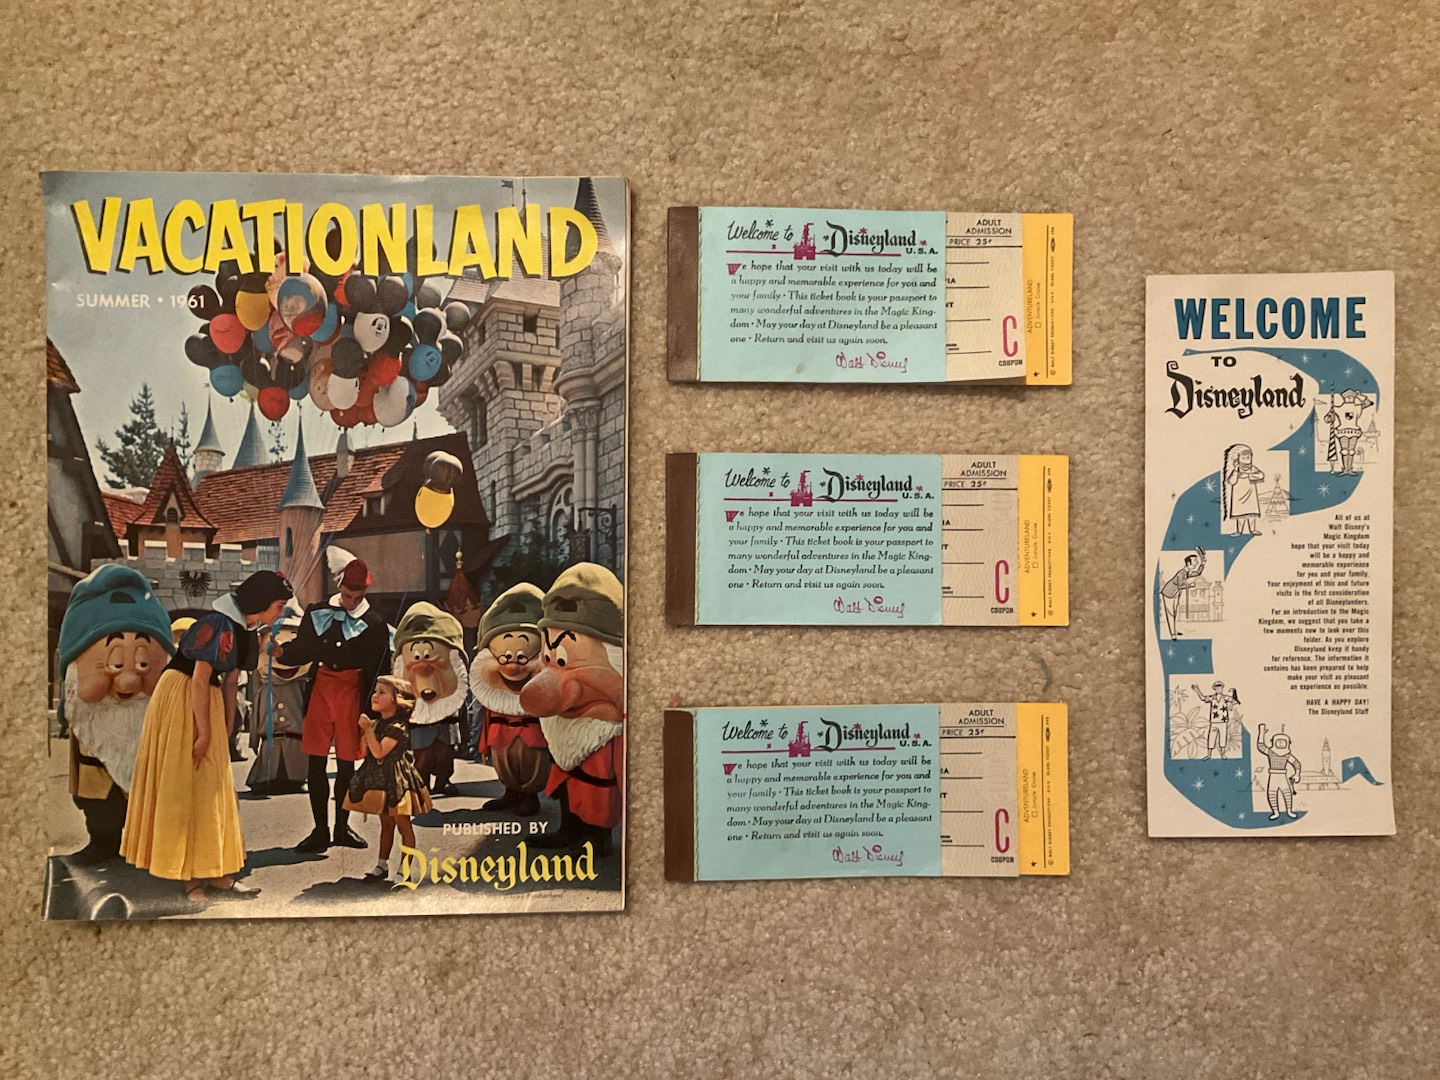 VACATIONLAND
SUMMER • 1961
PUBLISHED BY
Disneyland
Welcome to Disneyland
U.S.A.
We hope that your visit with us today will be
a happy and memorable experience for you and
your family • This ticket book is your passport to
many wonderful adventures in the Magic King-
dom • May your day at Disneyland be a pleasant
one • Return and visit us again soon.
Walt Disney
ADULT
ADMISSION
PRICE 25¢
C
COUPON
ADVENTURELAND
Jungle Cruise
Welcome to Disneyland
U.S.A.
We hope that your visit with us today will be
a happy and memorable experience for you and
your family • This ticket book is your passport to
many wonderful adventures in the Magic King-
dom • May your day at Disneyland be a pleasant
one • Return and visit us again soon.
Walt Disney
ADULT
ADMISSION
PRICE 25¢
C
COUPON
ADVENTURELAND
Jungle Cruise
Welcome to Disneyland
U.S.A.
We hope that your visit with us today will be
a happy and memorable experience for you and
your family • This ticket book is your passport to
many wonderful adventures in the Magic King-
dom • May your day at Disneyland be a pleasant
one • Return and visit us again soon.
Walt Disney
ADULT
ADMISSION
PRICE 25¢
C
COUPON
ADVENTURELAND
Jungle Cruise
WELCOME
TO
Disneyland
All of us at
Walt Disney's
Magic Kingdom
hope that your visit today
will be a happy and
memorable experience
for you and your family.
Your enjoyment of this and future
visits is the first consideration
of all Disneylanders.
For an introduction to the Magic
Kingdom, we suggest that you take a
few moments now to look over this
folder. As you explore
Disneyland keep it handy
for reference. The information it
contains has been prepared to help
make your visit as pleasant
an experience as possible.
HAVE A HAPPY DAY!
The Disneyland Staff